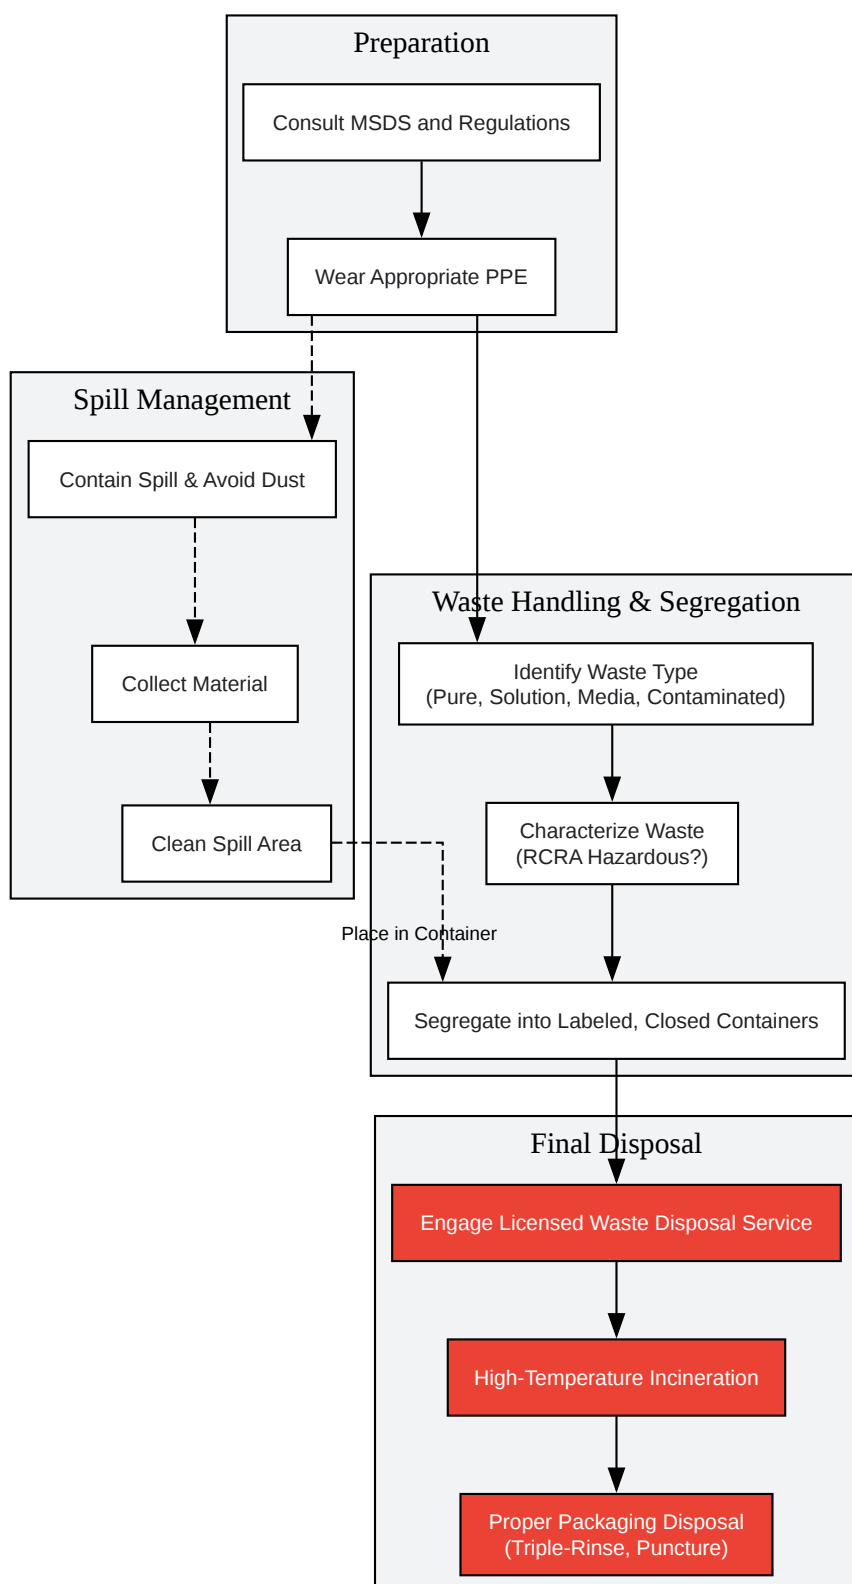 Preparation
Consult MSDS and Regulations
Wear Appropriate PPE
Spill Management
Contain Spill & Avoid Dust
Collect Material
Clean Spill Area
Place in Container
Waste Handling & Segregation
Identify Waste Type
(Pure, Solution, Media, Contaminated)
Characterize Waste
(RCRA Hazardous?)
Segregate into Labeled, Closed Containers
Final Disposal
Engage Licensed Waste Disposal Service
High-Temperature Incineration
Proper Packaging Disposal
(Triple-Rinse, Puncture)